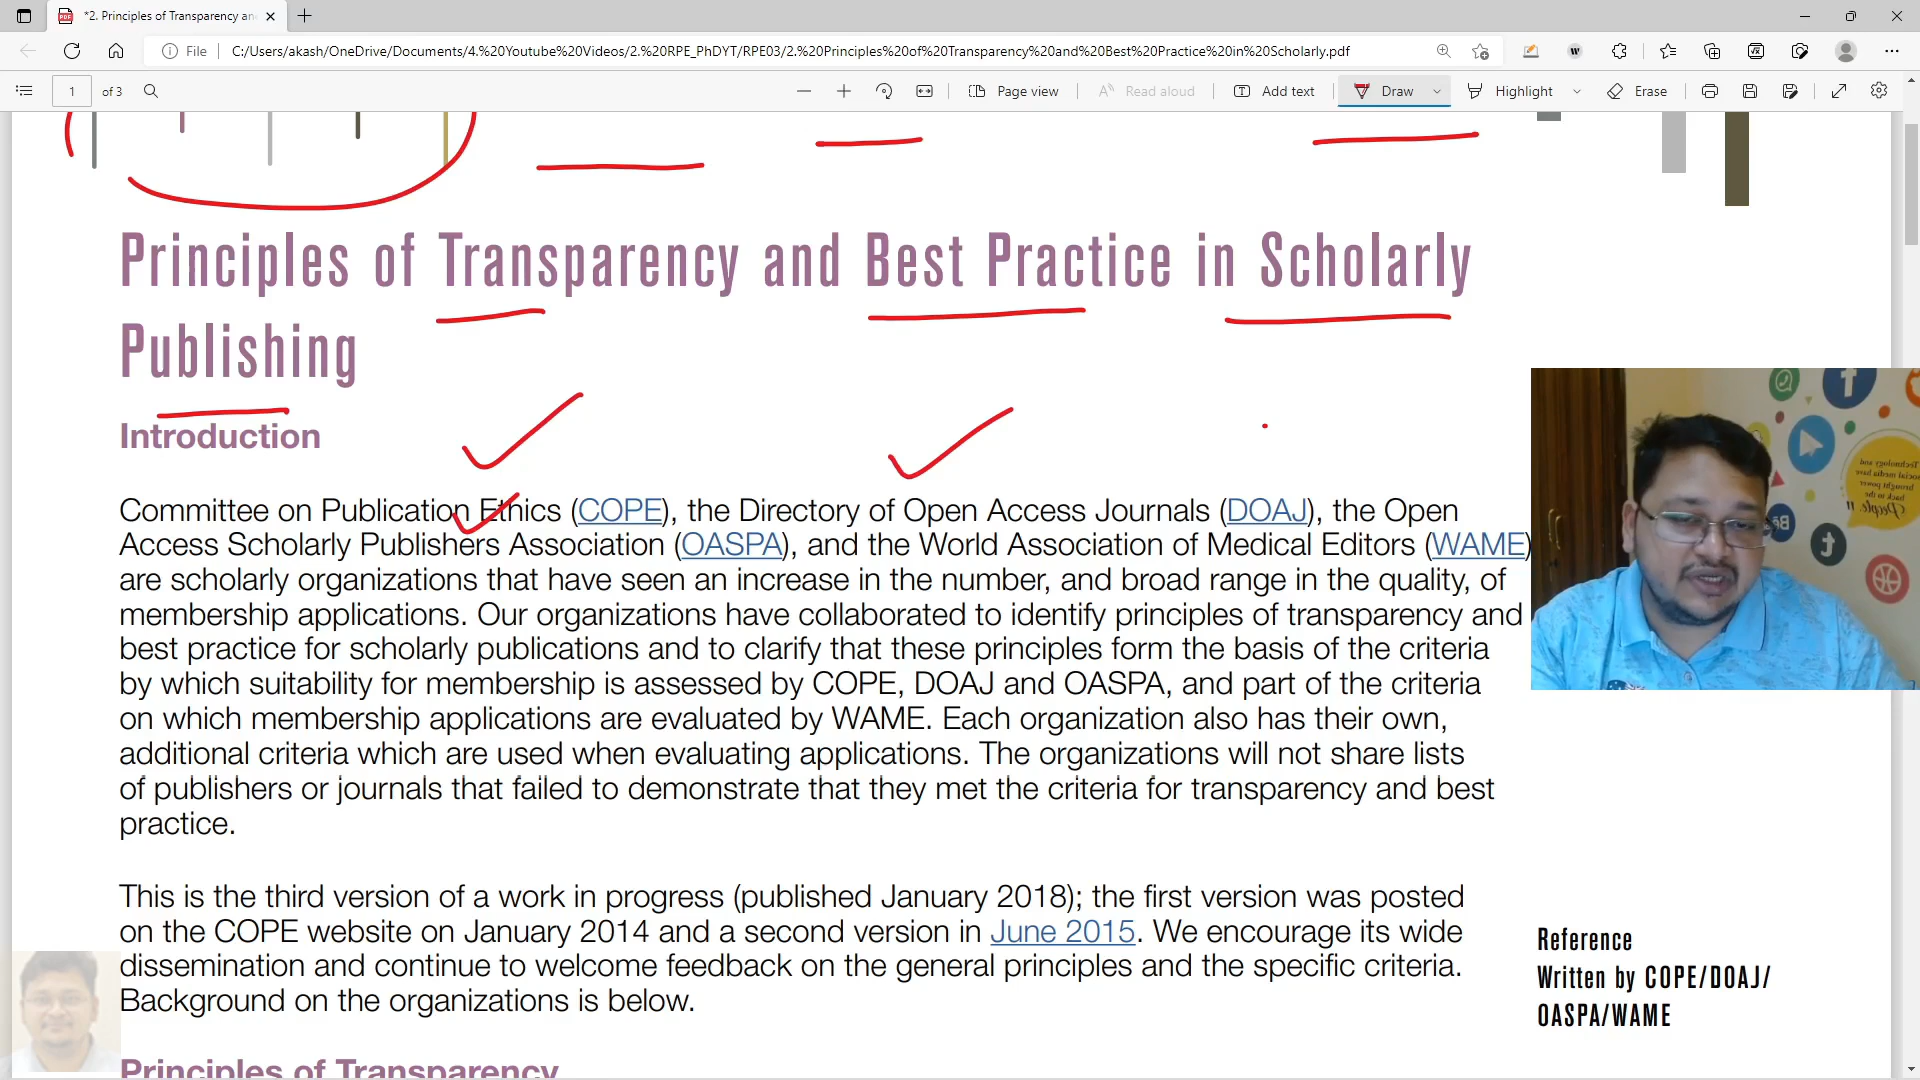 *2. Principles of Transparency an
File
C:/Users/akash/OneDrive/Documents/4.%20Youtube%20Videos/2.%20RPE_PhDYT/RPE03/2.%20Principles%20of%20Transparency%20and%20Best%20Practice%20in%20Scholarly.pdf
1 of 3
Page view
Read aloud
Add text
Draw
Highlight
Erase
Principles of Transparency and Best Practice in Scholarly
Publishing
Introduction
Committee on Publication Ethics (COPE), the Directory of Open Access Journals (DOAJ), the Open
Access Scholarly Publishers Association (OASPA), and the World Association of Medical Editors (WAME)
are scholarly organizations that have seen an increase in the number, and broad range in the quality, of
membership applications. Our organizations have collaborated to identify principles of transparency and
best practice for scholarly publications and to clarify that these principles form the basis of the criteria
by which suitability for membership is assessed by COPE, DOAJ and OASPA, and part of the criteria
on which membership applications are evaluated by WAME. Each organization also has their own,
additional criteria which are used when evaluating applications. The organizations will not share lists
of publishers or journals that failed to demonstrate that they met the criteria for transparency and best
practice.
This is the third version of a work in progress (published January 2018); the first version was posted
on the COPE website on January 2014 and a second version in June 2015. We encourage its wide
dissemination and continue to welcome feedback on the general principles and the specific criteria.
Background on the organizations is below.
Principles of Transparency
Reference
Written by COPE/DOAJ/
OASPA/WAME